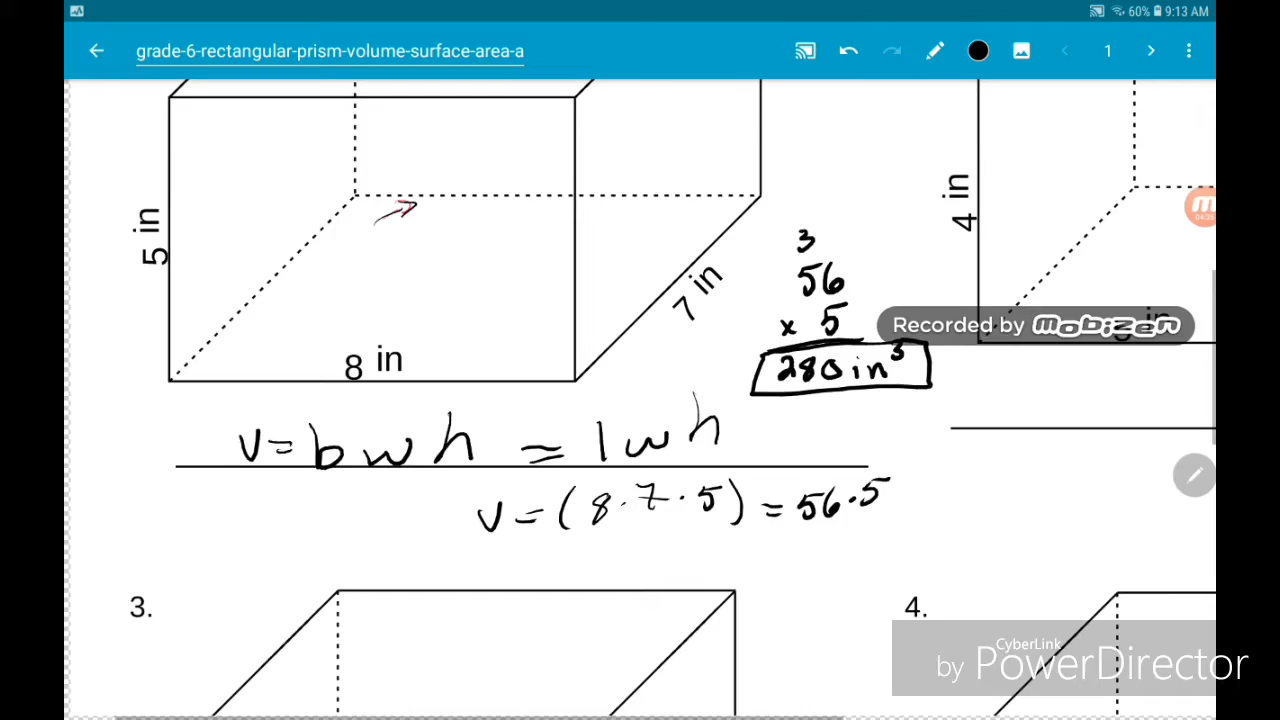 60% 9:13 AM
grade-6-rectangular-prism-volume-surface-area-a
1
5 in
8 in
7 in
3
56
x 5
280 in³
4 in
Recorded by mobizen
04:35
v = b w h = l w h
v = (8 · 7 · 5) = 56 · 5
3.
4.
CyberLink
by PowerDirector